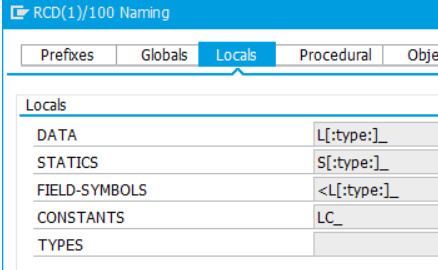 RCD(1)/100 Naming
Prefixes Globals Locals Procedural Obje
Locals
DATA L[:type:]_
STATICS S[:type:]_
FIELD-SYMBOLS <L[:type:]_
CONSTANTS LC_
TYPES